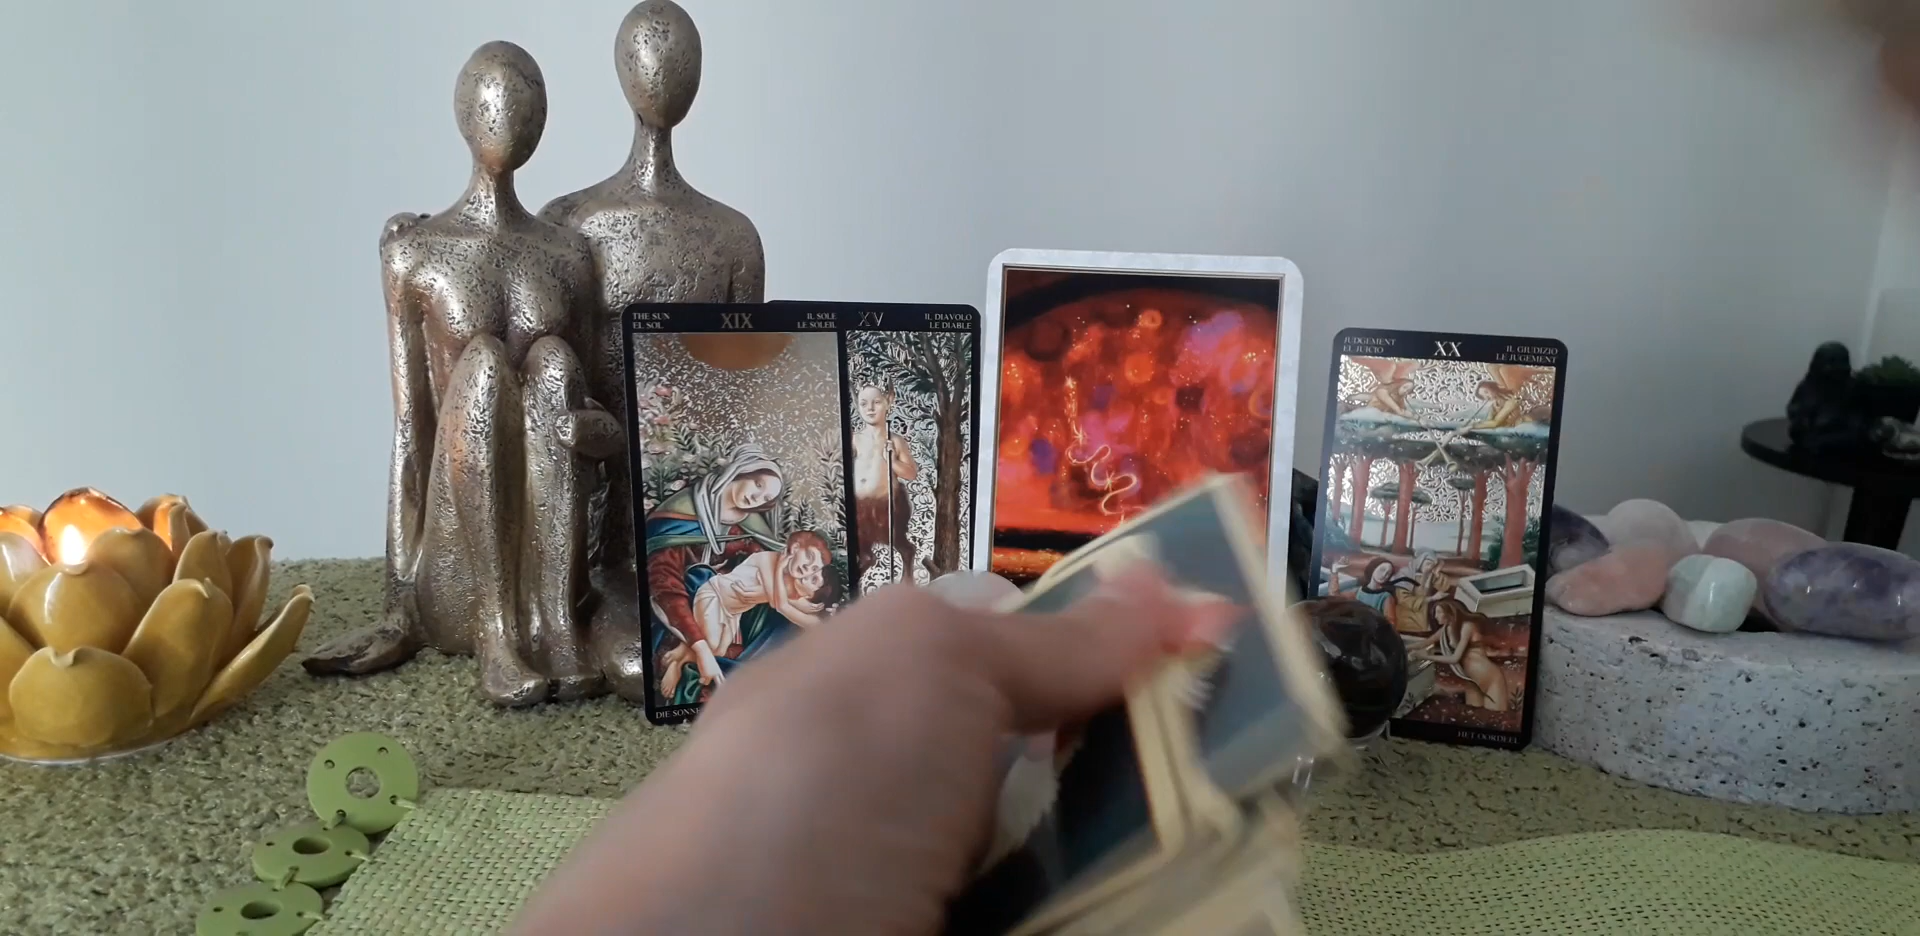 THE SUN
EL SOL
XIX
IL SOLE
LE SOLEIL
XV
IL DIAVOLO
LE DIABLE
JUDGEMENT
EL JUICIO
XX
IL GIUDIZIO
LE JUGEMENT
DIE SONNE
HET OORDEEL